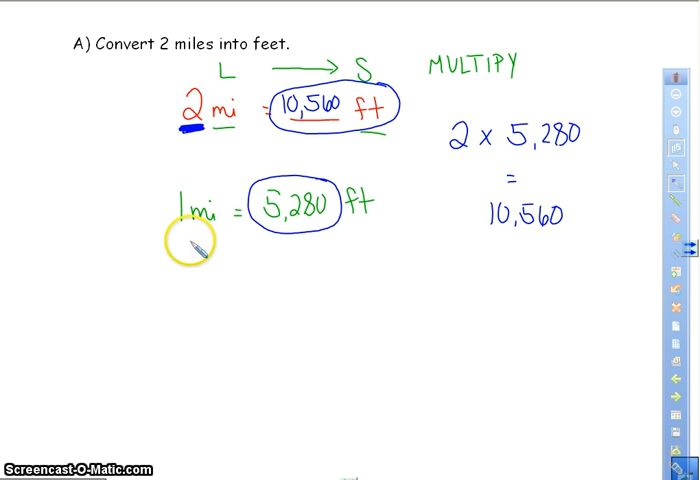 A) Convert 2 miles into feet.
L → S MULTIPY
2 mi = 10,560 ft
2 x 5,280
=
10,560
1 mi = 5,280 ft
Screencast-O-Matic.com